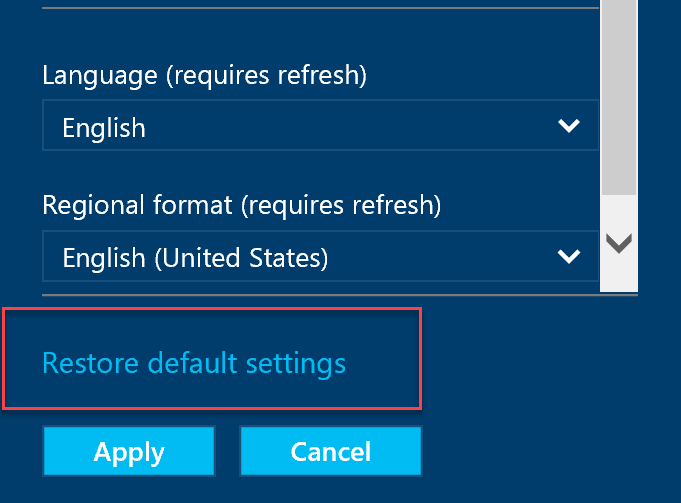 Language (requires refresh)
English
Regional format (requires refresh)
English (United States)
Restore default settings
Apply
Cancel